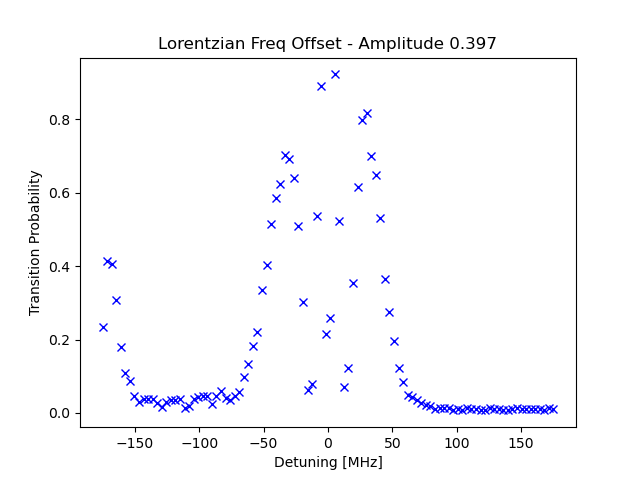 Lorentzian Freq Offset - Amplitude 0.397
Transition Probability
0.8
0.6
0.4
0.2
0.0
−150 −100 −50 0 50 100 150
Detuning [MHz]